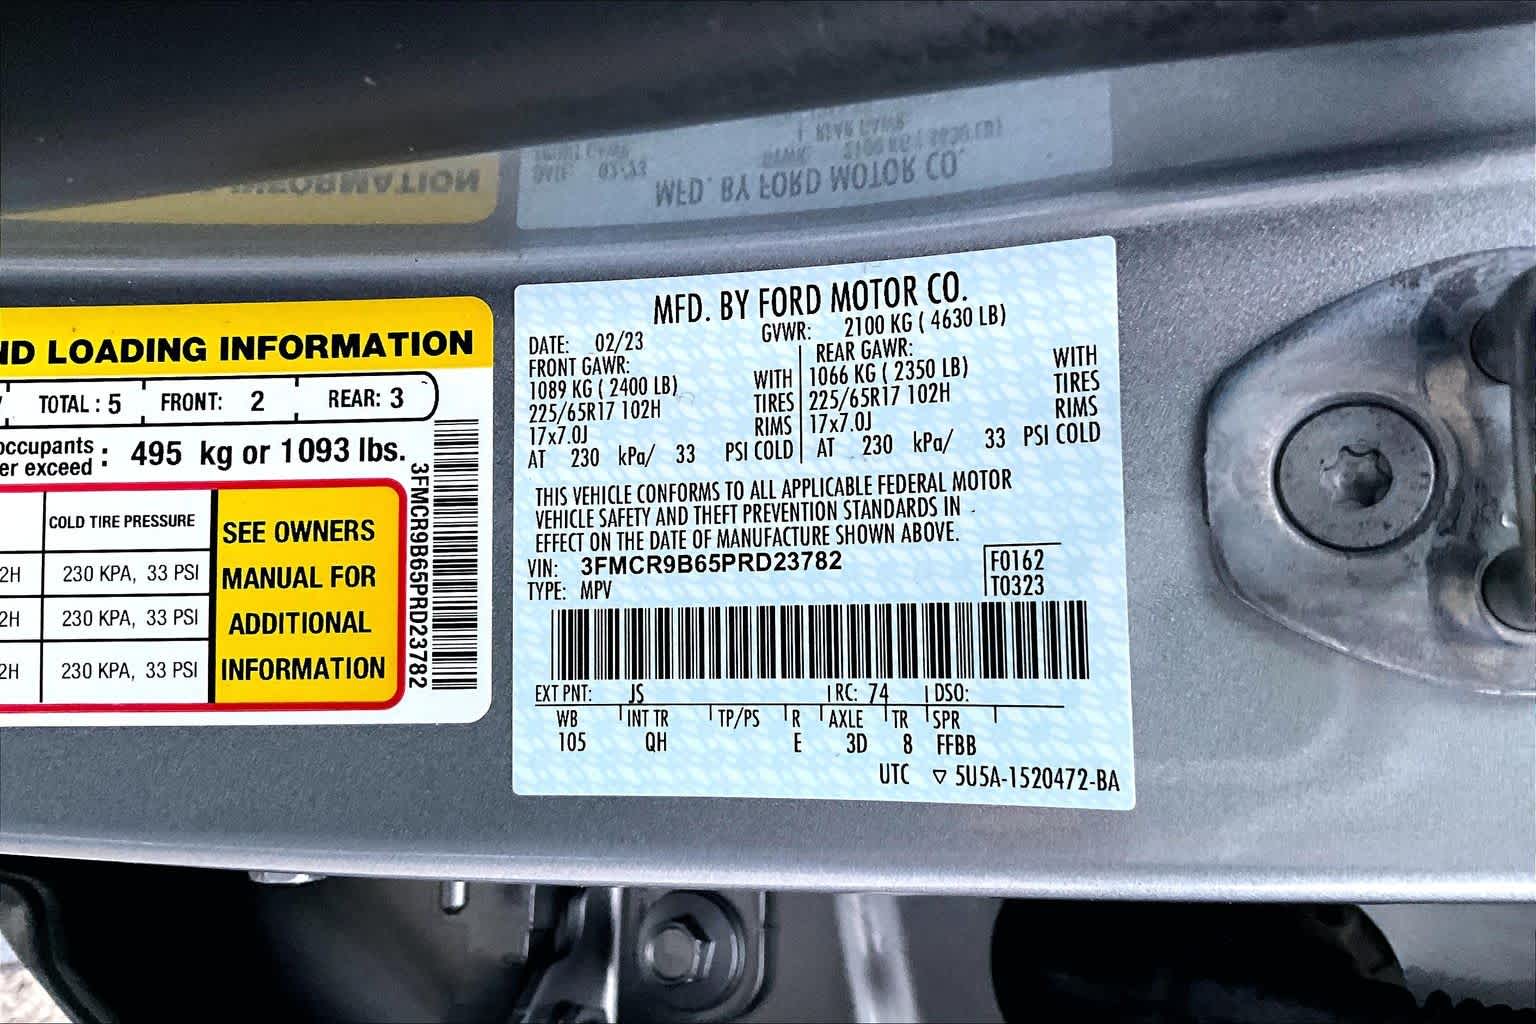 ND LOADING INFORMATION
TOTAL : 5 FRONT: 2 REAR: 3
occupants
er exceed : 495 kg or 1093 lbs.
COLD TIRE PRESSURE
2H 230 KPA, 33 PSI
2H 230 KPA, 33 PSI
2H 230 KPA, 33 PSI
SEE OWNERS
MANUAL FOR
ADDITIONAL
INFORMATION
3FMCR9B65PRD23782
MFD. BY FORD MOTOR CO.
DATE: 02/23 GVWR: 2100 KG ( 4630 LB)
FRONT GAWR: REAR GAWR:
1089 KG ( 2400 LB) WITH 1066 KG ( 2350 LB) WITH
225/65R17 102H TIRES 225/65R17 102H TIRES
17x7.0J RIMS 17x7.0J RIMS
AT 230 kPa/ 33 PSI COLD AT 230 kPa/ 33 PSI COLD
THIS VEHICLE CONFORMS TO ALL APPLICABLE FEDERAL MOTOR
VEHICLE SAFETY AND THEFT PREVENTION STANDARDS IN
EFFECT ON THE DATE OF MANUFACTURE SHOWN ABOVE.
VIN: 3FMCR9B65PRD23782 F0162
TYPE: MPV T0323
EXT PNT: JS RC: 74 DSO:
WB INT TR TP/PS R AXLE TR SPR
105 QH E 3D 8 FFBB
UTC ▽ 5U5A-1520472-BA